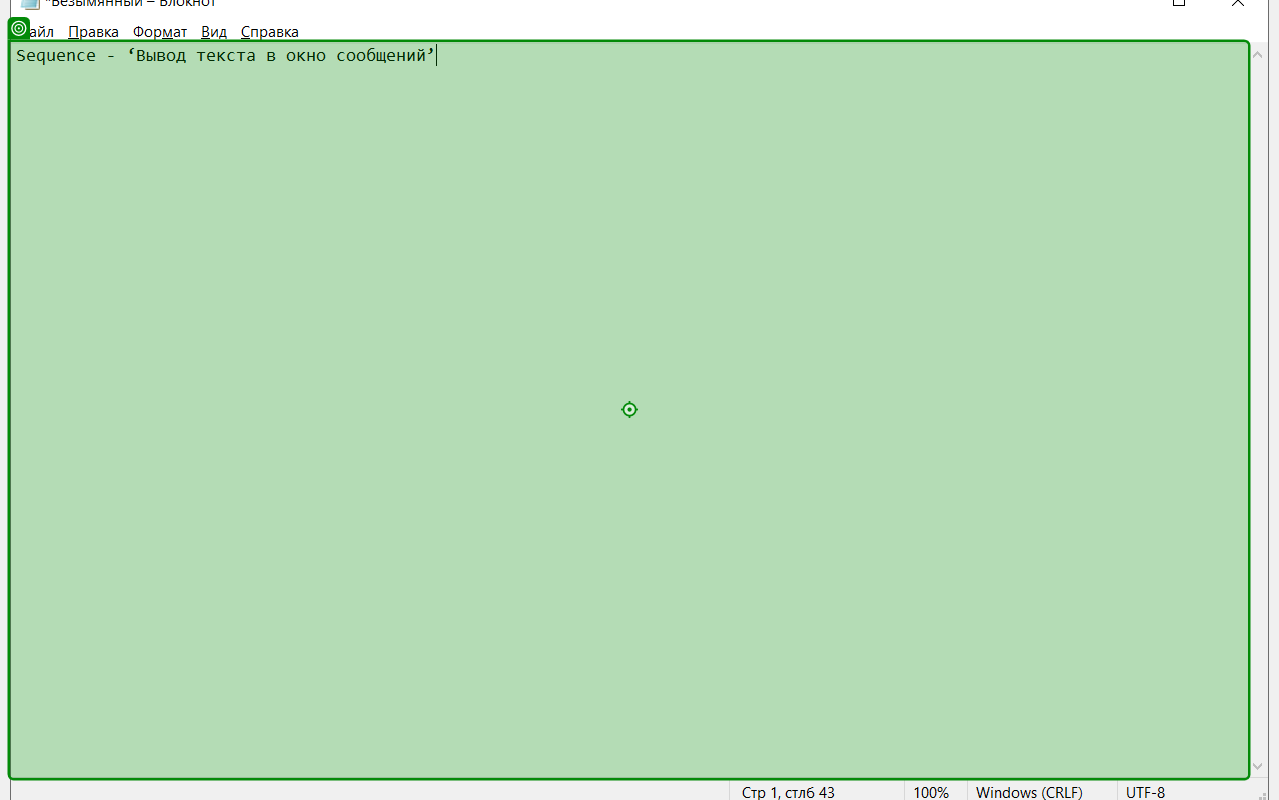 *Безымянный – Блокнот
айл Правка Формат Вид Справка
Sequence - ‘Вывод текста в окно сообщений’
Стр 1, стлб 43 100% Windows (CRLF) UTF-8